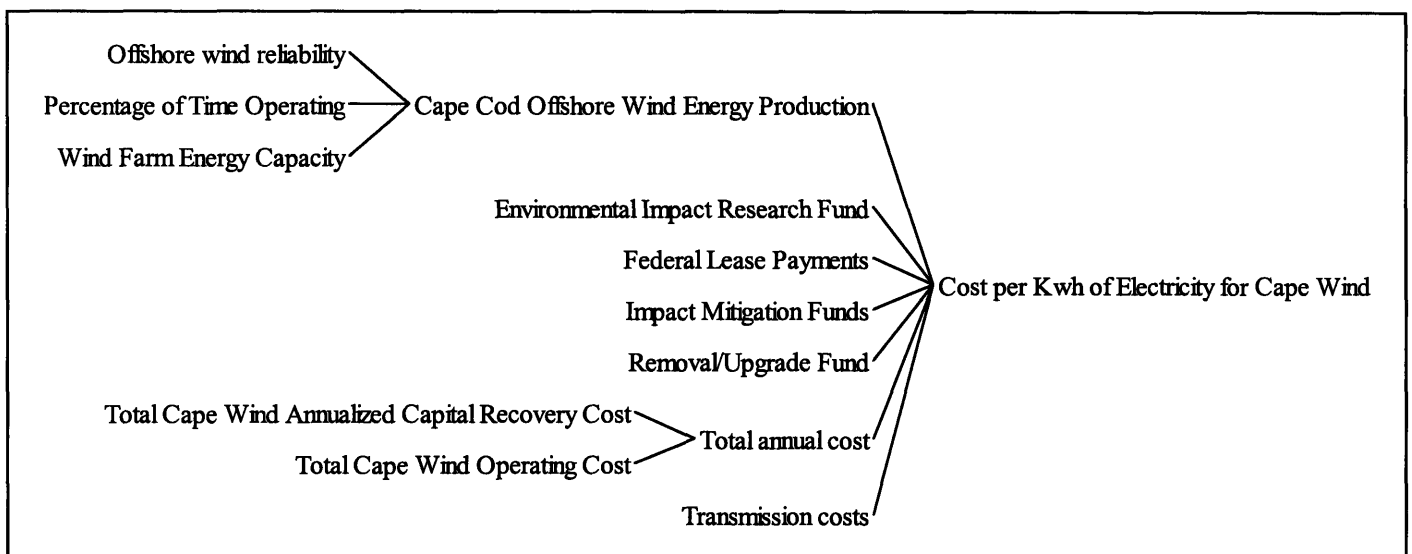 Offshore wind reliability
Percentage of Time Operating
Cape Cod Offshore Wind Energy Production
Wind Farm Energy Capacity
Environmental Impact Research Fund
Federal Lease Payments
Cost per Kwh of Electricity for Cape Wind
Impact Mitigation Funds
Removal/Upgrade Fund
Total Cape Wind Annualized Capital Recovery Cost
Total annual cost
Total Cape Wind Operating Cost
Transmission costs